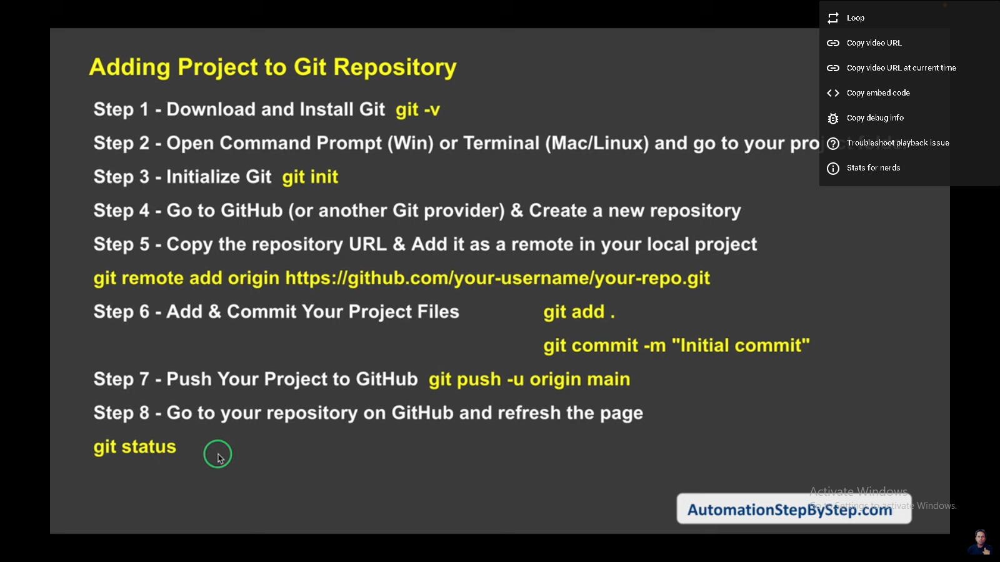 Adding Project to Git Repository
Step 1 - Download and Install Git git -v
Step 2 - Open Command Prompt (Win) or Terminal (Mac/Linux) and go to your project folder
Step 3 - Initialize Git git init
Step 4 - Go to GitHub (or another Git provider) & Create a new repository
Step 5 - Copy the repository URL & Add it as a remote in your local project
git remote add origin https://github.com/your-username/your-repo.git
Step 6 - Add & Commit Your Project Files git add .
git commit -m "Initial commit"
Step 7 - Push Your Project to GitHub git push -u origin main
Step 8 - Go to your repository on GitHub and refresh the page
git status
AutomationStepByStep.com
Activate Windows
Go to Settings to activate Windows.
Loop
Copy video URL
Copy video URL at current time
Copy embed code
Copy debug info
Troubleshoot playback issue
Stats for nerds